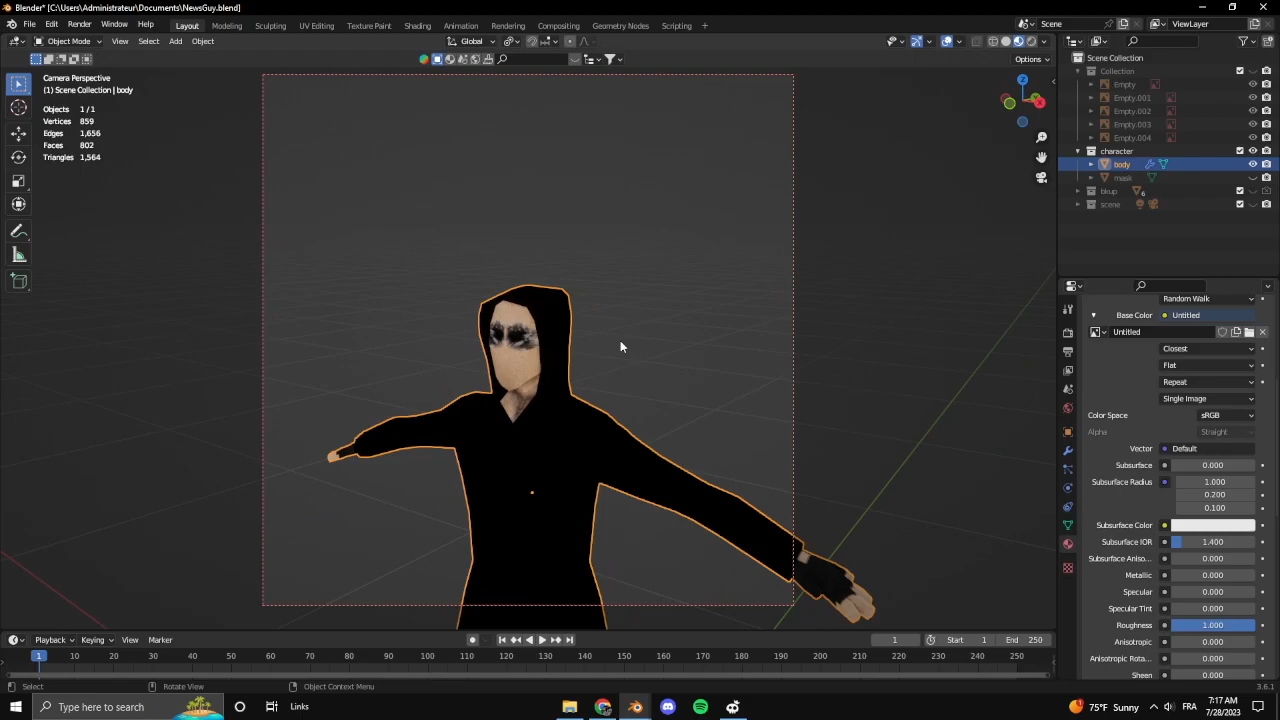 Blender* [C:\Users\Administrateur\Documents\NewsGuy.blend]
File Edit Render Window Help Layout Modeling Sculpting UV Editing Texture Paint Shading Animation Rendering Compositing Geometry Nodes Scripting + Scene ViewLayer
Object Mode View Select Add Object Global
Options
Camera Perspective
(1) Scene Collection | body
Objects 1/1
Vertices 859
Edges 1,656
Faces 802
Triangles 1,564
Z
X
Scene Collection
Collection
Empty
Empty.001
Empty.002
Empty.003
Empty.004
character
body
mask
bkup 6
scene
Random Walk
Base Color Untitled
Untitled
Closest
Flat
Repeat
Single Image
Color Space sRGB
Alpha Straight
Vector Default
Subsurface 0.000
Subsurface Radius 1.000
0.200
0.100
Subsurface Color
Subsurface IOR 1.400
Subsurface Aniso... 0.000
Metallic 0.000
Specular 0.000
Specular Tint 0.000
Roughness 1.000
Anisotropic 0.000
Anisotropic Rota... 0.000
Sheen 0.000
Playback Keying View Marker 1 Start 1 End 250
1 10 20 30 40 50 60 70 80 90 100 110 120 130 140 150 160 170 180 190 200 210 220 230 240 250
Select Rotate View Object Context Menu 3.6.1
Type here to search Links 75°F Sunny FRA 7:17 AM
7/28/2023